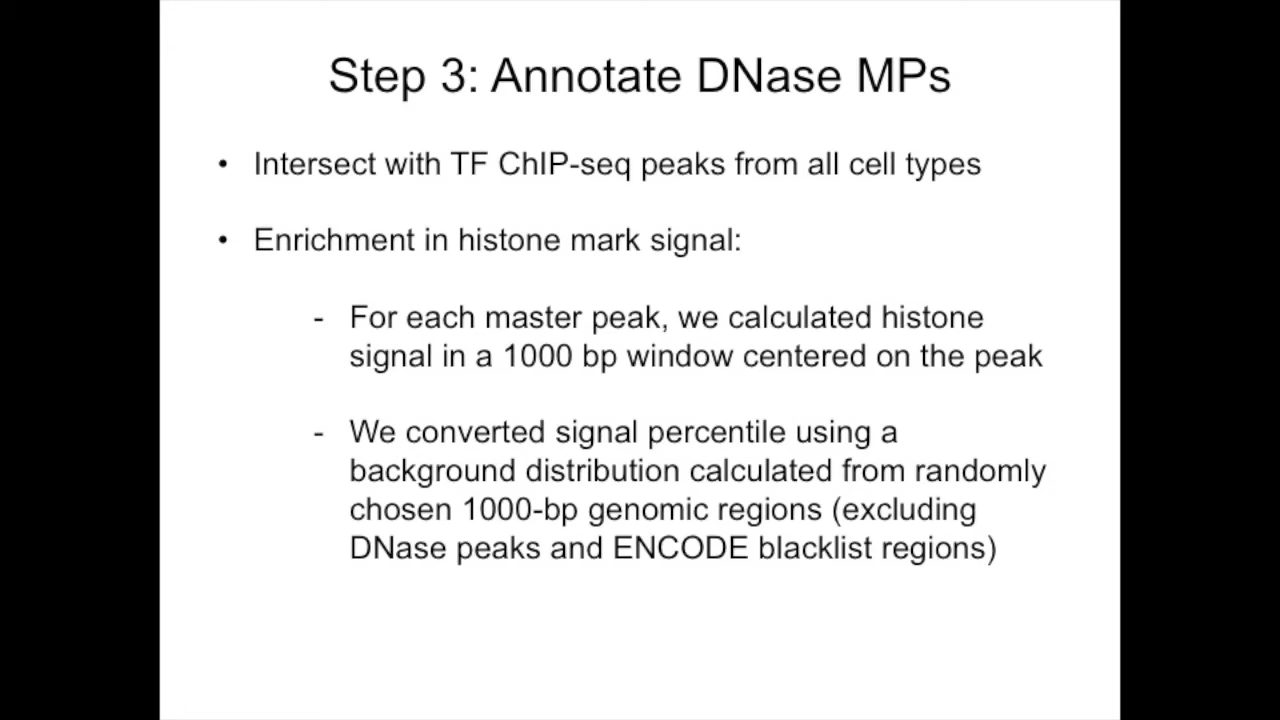 Step 3: Annotate DNase MPs
• Intersect with TF ChIP-seq peaks from all cell types
• Enrichment in histone mark signal:
- For each master peak, we calculated histone
signal in a 1000 bp window centered on the peak
- We converted signal percentile using a
background distribution calculated from randomly
chosen 1000-bp genomic regions (excluding
DNase peaks and ENCODE blacklist regions)